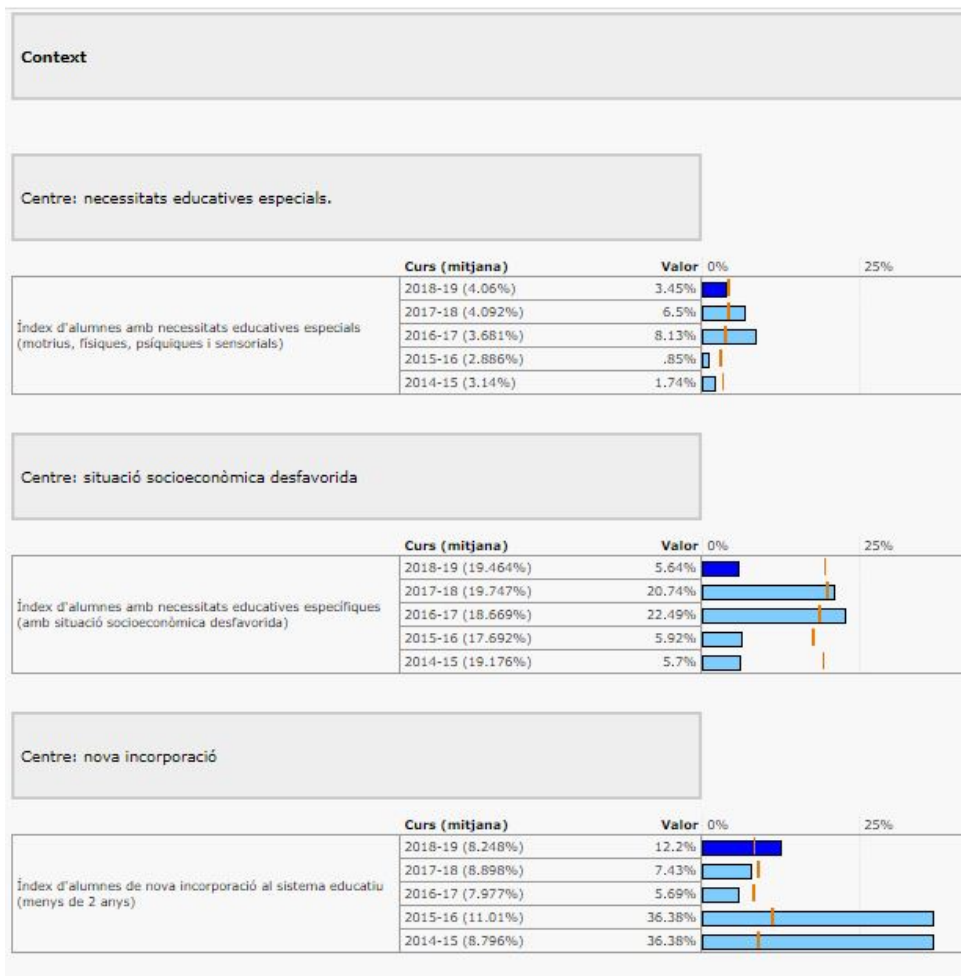 Context
Centre: necessitats educatives especials.
Curs (mitjana) Valor 0% 25%
Índex d'alumnes amb necessitats educatives especials
(motrius, físiques, psíquiques i sensorials)
2018-19 (4.06%) 3.45%
2017-18 (4.092%) 6.5%
2016-17 (3.681%) 8.13%
2015-16 (2.886%) .85%
2014-15 (3.14%) 1.74%
Centre: situació socioeconòmica desfavorida
Curs (mitjana) Valor 0% 25%
Índex d'alumnes amb necessitats educatives específiques
(amb situació socioeconòmica desfavorida)
2018-19 (19.464%) 5.64%
2017-18 (19.747%) 20.74%
2016-17 (18.669%) 22.49%
2015-16 (17.692%) 5.92%
2014-15 (19.176%) 5.7%
Centre: nova incorporació
Curs (mitjana) Valor 0% 25%
Índex d'alumnes de nova incorporació al sistema educatiu
(menys de 2 anys)
2018-19 (8.248%) 12.2%
2017-18 (8.898%) 7.43%
2016-17 (7.977%) 5.69%
2015-16 (11.01%) 36.38%
2014-15 (8.796%) 36.38%